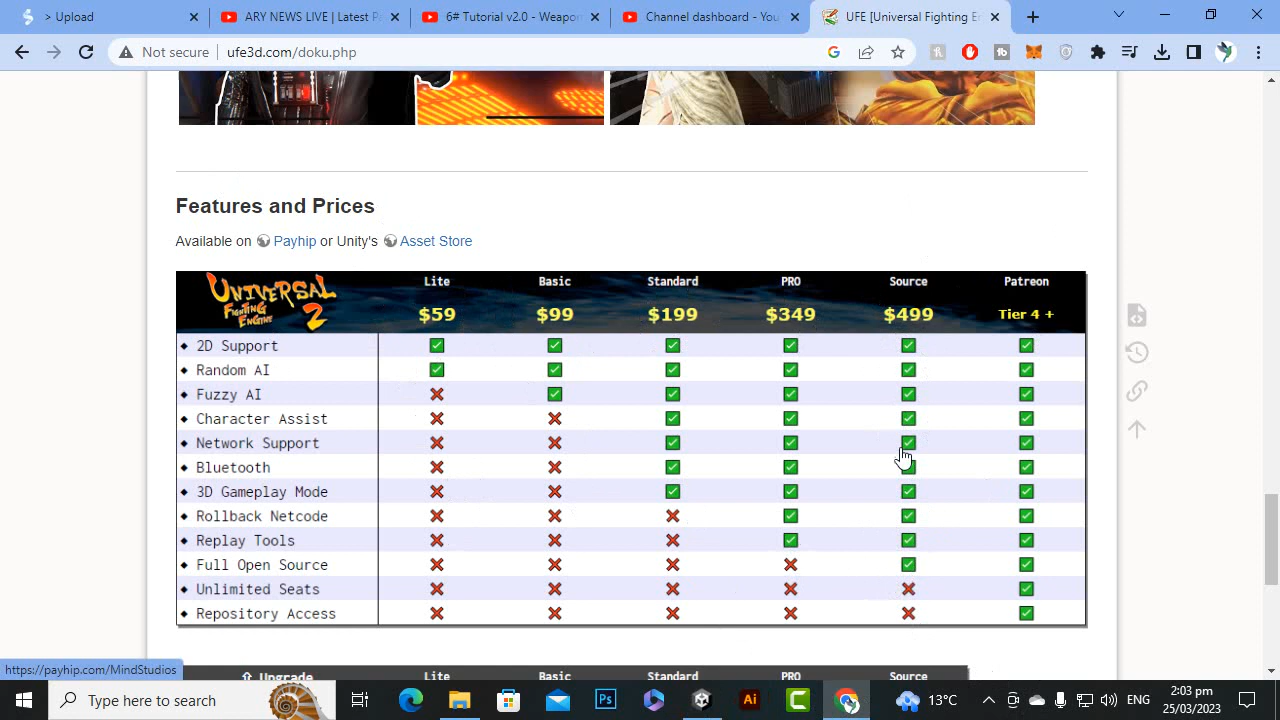 > Upload
ARY NEWS LIVE | Latest Pa
6# Tutorial v2.0 - Weapon
Channel dashboard - You
UFE [Universal Fighting En
Not secure
ufe3d.com/doku.php
Features and Prices
Available on Payhip or Unity's Asset Store
UNIVERSAL FIGHTING ENGINE 2
Lite Basic Standard PRO Source Patreon
$59 $99 $199 $349 $499 Tier 4 +
2D Support
Random AI
Fuzzy AI
Character Assist
Network Support
Bluetooth
3D Gameplay Mode
Rollback Netcode
Replay Tools
Full Open Source
Unlimited Seats
Repository Access
https://payhip.com/MindStudios
Upgrade Lite Basic Standard PRO Source
Type here to search
Ps
Ai
C
13°C
ENG
2:03 pm
25/03/2023